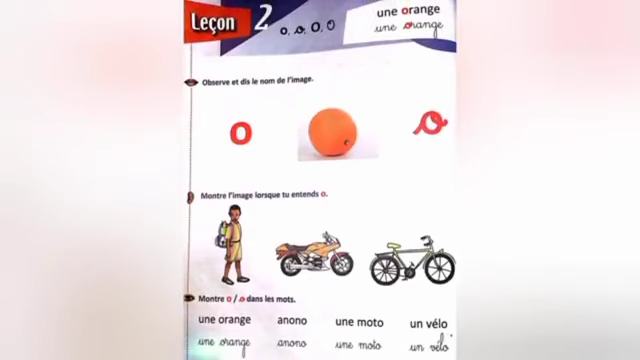 Leçon 2 o, o, O, O
une orange
une orange
Observe et dis le nom de l'image.
o o
Montre l'image lorsque tu entends o.
Montre o / o dans les mots.
une orange anono une moto un vélo
une orange anono une moto un vélo